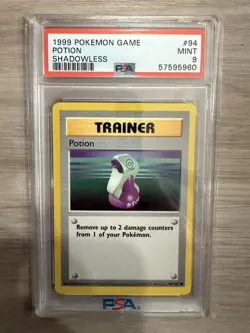 1999 POKEMON GAME #94
POTION MINT
SHADOWLESS 9
PSA 57595960
TRAINER
Potion
Remove up to 2 damage counters
from 1 of your Pokémon.
PSA